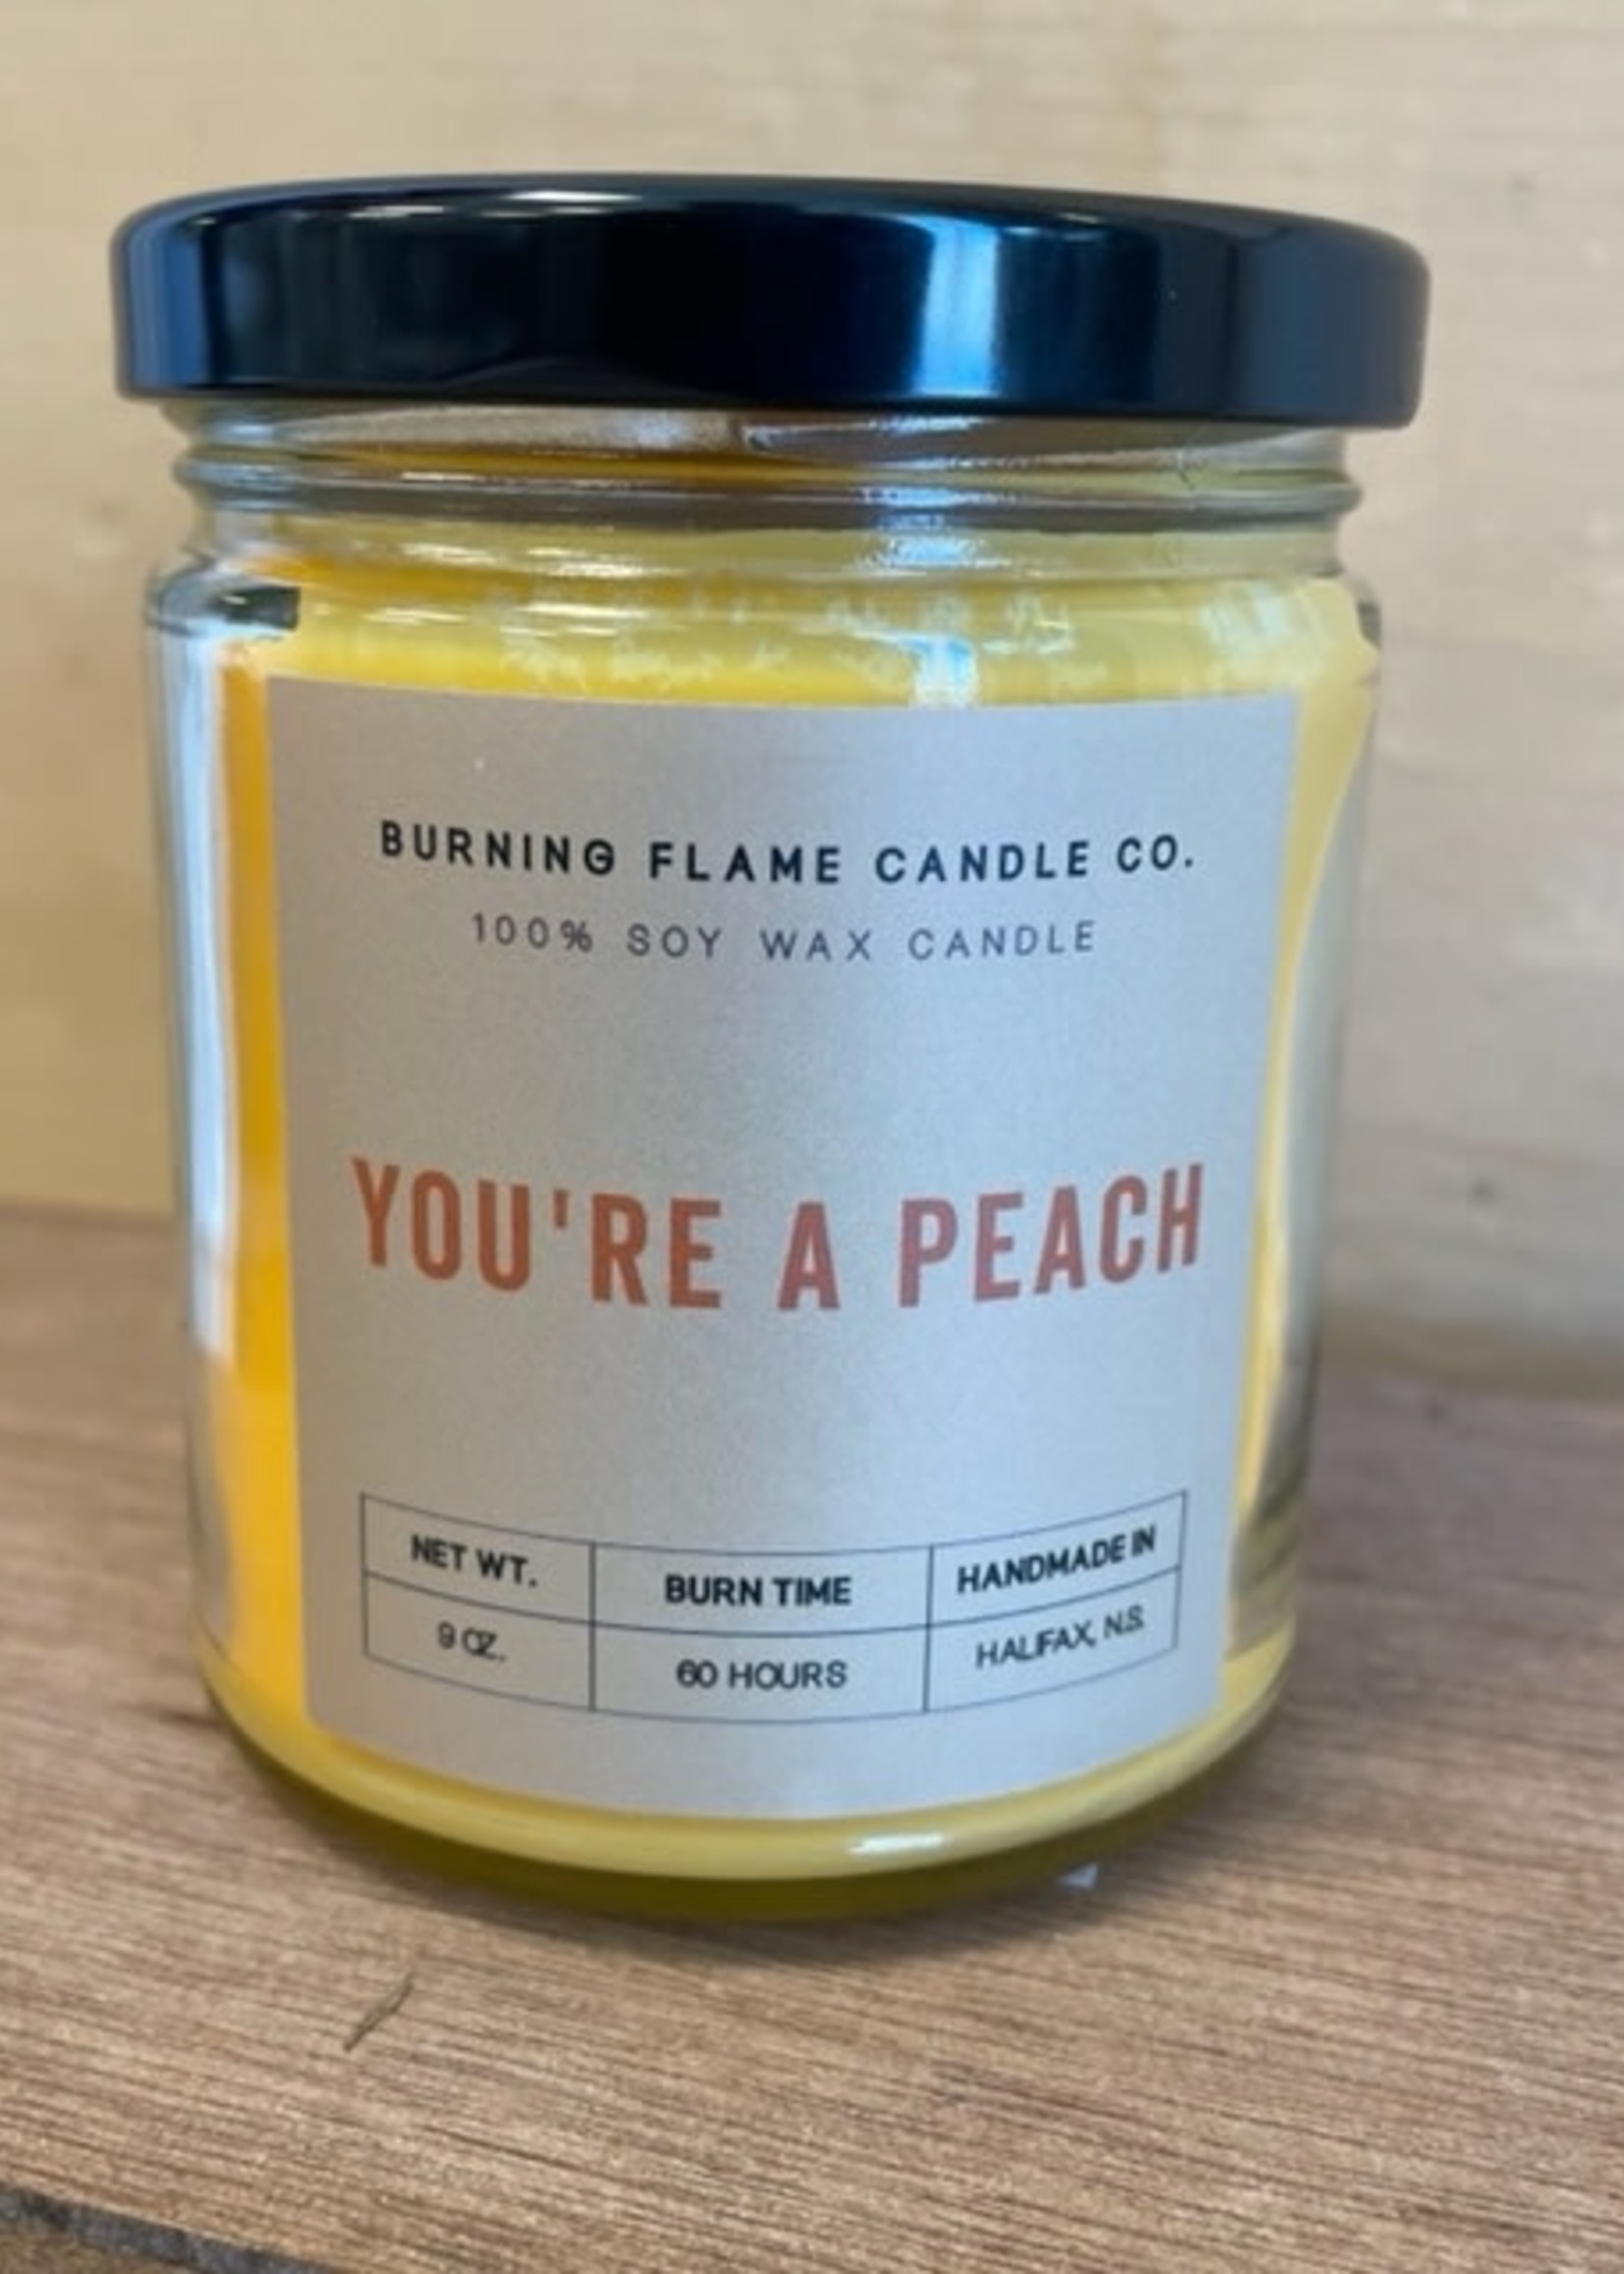 BURNING FLAME CANDLE CO.
100% SOY WAX CANDLE
YOU'RE A PEACH
NET WT. BURN TIME HANDMADE IN
9 OZ. 60 HOURS HALIFAX, N.S.